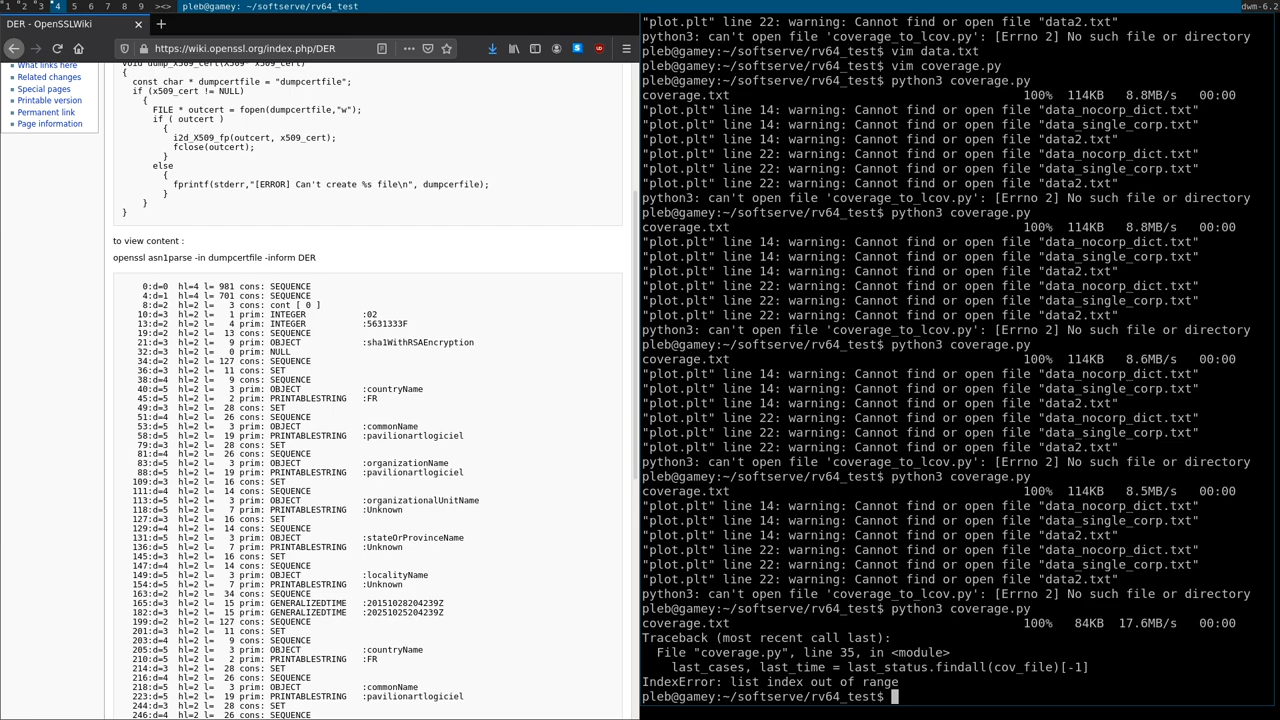 1 2 3 4 5 6 7 8 9 ><> pleb@gamey: ~/softserve/rv64_test dwm-6.2
DER - OpenSSLWiki
https://wiki.openssl.org/index.php/DER
What links here
Related changes
Special pages
Printable version
Permanent link
Page information
void dump_x509_cert(X509* x509_cert)
{
const char * dumpcertfile = "dumpcertfile";
if (x509_cert != NULL)
{
FILE * outcert = fopen(dumpcertfile,"w");
if ( outcert )
{
i2d_X509_fp(outcert, x509_cert);
fclose(outcert);
}
else
{
fprintf(stderr,"[ERROR] Can't create %s file\n", dumpcerfile);
}
}
}
to view content :
openssl asn1parse -in dumpcertfile -inform DER
0:d=0 hl=4 l= 981 cons: SEQUENCE
4:d=1 hl=4 l= 701 cons: SEQUENCE
8:d=2 hl=2 l= 3 cons: cont [ 0 ]
10:d=3 hl=2 l= 1 prim: INTEGER :02
13:d=2 hl=2 l= 4 prim: INTEGER :5631333F
19:d=2 hl=2 l= 13 cons: SEQUENCE
21:d=3 hl=2 l= 9 prim: OBJECT :sha1WithRSAEncryption
32:d=3 hl=2 l= 0 prim: NULL
34:d=2 hl=2 l= 127 cons: SEQUENCE
36:d=3 hl=2 l= 11 cons: SET
38:d=4 hl=2 l= 9 cons: SEQUENCE
40:d=5 hl=2 l= 3 prim: OBJECT :countryName
45:d=5 hl=2 l= 2 prim: PRINTABLESTRING :FR
49:d=3 hl=2 l= 28 cons: SET
51:d=4 hl=2 l= 26 cons: SEQUENCE
53:d=5 hl=2 l= 3 prim: OBJECT :commonName
58:d=5 hl=2 l= 19 prim: PRINTABLESTRING :pavilionartlogiciel
79:d=3 hl=2 l= 28 cons: SET
81:d=4 hl=2 l= 26 cons: SEQUENCE
83:d=5 hl=2 l= 3 prim: OBJECT :organizationName
88:d=5 hl=2 l= 19 prim: PRINTABLESTRING :pavilionartlogiciel
109:d=3 hl=2 l= 16 cons: SET
111:d=4 hl=2 l= 14 cons: SEQUENCE
113:d=5 hl=2 l= 3 prim: OBJECT :organizationalUnitName
118:d=5 hl=2 l= 7 prim: PRINTABLESTRING :Unknown
127:d=3 hl=2 l= 16 cons: SET
129:d=4 hl=2 l= 14 cons: SEQUENCE
131:d=5 hl=2 l= 3 prim: OBJECT :stateOrProvinceName
136:d=5 hl=2 l= 7 prim: PRINTABLESTRING :Unknown
145:d=3 hl=2 l= 16 cons: SET
147:d=4 hl=2 l= 14 cons: SEQUENCE
149:d=5 hl=2 l= 3 prim: OBJECT :localityName
154:d=5 hl=2 l= 7 prim: PRINTABLESTRING :Unknown
163:d=2 hl=2 l= 34 cons: SEQUENCE
165:d=3 hl=2 l= 15 prim: GENERALIZEDTIME :20151028204239Z
182:d=3 hl=2 l= 15 prim: GENERALIZEDTIME :20251025204239Z
199:d=2 hl=2 l= 127 cons: SEQUENCE
201:d=3 hl=2 l= 11 cons: SET
203:d=4 hl=2 l= 9 cons: SEQUENCE
205:d=5 hl=2 l= 3 prim: OBJECT :countryName
210:d=5 hl=2 l= 2 prim: PRINTABLESTRING :FR
214:d=3 hl=2 l= 28 cons: SET
216:d=4 hl=2 l= 26 cons: SEQUENCE
218:d=5 hl=2 l= 3 prim: OBJECT :commonName
223:d=5 hl=2 l= 19 prim: PRINTABLESTRING :pavilionartlogiciel
244:d=3 hl=2 l= 28 cons: SET
246:d=4 hl=2 l= 26 cons: SEQUENCE
"plot.plt" line 22: warning: Cannot find or open file "data2.txt"
python3: can't open file 'coverage_to_lcov.py': [Errno 2] No such file or directory
pleb@gamey:~/softserve/rv64_test$ vim data.txt
pleb@gamey:~/softserve/rv64_test$ vim coverage.py
pleb@gamey:~/softserve/rv64_test$ python3 coverage.py
coverage.txt 100% 114KB 8.8MB/s 00:00
"plot.plt" line 14: warning: Cannot find or open file "data_nocorp_dict.txt"
"plot.plt" line 14: warning: Cannot find or open file "data_single_corp.txt"
"plot.plt" line 14: warning: Cannot find or open file "data2.txt"
"plot.plt" line 22: warning: Cannot find or open file "data_nocorp_dict.txt"
"plot.plt" line 22: warning: Cannot find or open file "data_single_corp.txt"
"plot.plt" line 22: warning: Cannot find or open file "data2.txt"
python3: can't open file 'coverage_to_lcov.py': [Errno 2] No such file or directory
pleb@gamey:~/softserve/rv64_test$ python3 coverage.py
coverage.txt 100% 114KB 8.8MB/s 00:00
"plot.plt" line 14: warning: Cannot find or open file "data_nocorp_dict.txt"
"plot.plt" line 14: warning: Cannot find or open file "data_single_corp.txt"
"plot.plt" line 14: warning: Cannot find or open file "data2.txt"
"plot.plt" line 22: warning: Cannot find or open file "data_nocorp_dict.txt"
"plot.plt" line 22: warning: Cannot find or open file "data_single_corp.txt"
"plot.plt" line 22: warning: Cannot find or open file "data2.txt"
python3: can't open file 'coverage_to_lcov.py': [Errno 2] No such file or directory
pleb@gamey:~/softserve/rv64_test$ python3 coverage.py
coverage.txt 100% 114KB 8.6MB/s 00:00
"plot.plt" line 14: warning: Cannot find or open file "data_nocorp_dict.txt"
"plot.plt" line 14: warning: Cannot find or open file "data_single_corp.txt"
"plot.plt" line 14: warning: Cannot find or open file "data2.txt"
"plot.plt" line 22: warning: Cannot find or open file "data_nocorp_dict.txt"
"plot.plt" line 22: warning: Cannot find or open file "data_single_corp.txt"
"plot.plt" line 22: warning: Cannot find or open file "data2.txt"
python3: can't open file 'coverage_to_lcov.py': [Errno 2] No such file or directory
pleb@gamey:~/softserve/rv64_test$ python3 coverage.py
coverage.txt 100% 114KB 8.5MB/s 00:00
"plot.plt" line 14: warning: Cannot find or open file "data_nocorp_dict.txt"
"plot.plt" line 14: warning: Cannot find or open file "data_single_corp.txt"
"plot.plt" line 14: warning: Cannot find or open file "data2.txt"
"plot.plt" line 22: warning: Cannot find or open file "data_nocorp_dict.txt"
"plot.plt" line 22: warning: Cannot find or open file "data_single_corp.txt"
"plot.plt" line 22: warning: Cannot find or open file "data2.txt"
python3: can't open file 'coverage_to_lcov.py': [Errno 2] No such file or directory
pleb@gamey:~/softserve/rv64_test$ python3 coverage.py
coverage.txt 100% 84KB 17.6MB/s 00:00
Traceback (most recent call last):
File "coverage.py", line 35, in <module>
last_cases, last_time = last_status.findall(cov_file)[-1]
IndexError: list index out of range
pleb@gamey:~/softserve/rv64_test$